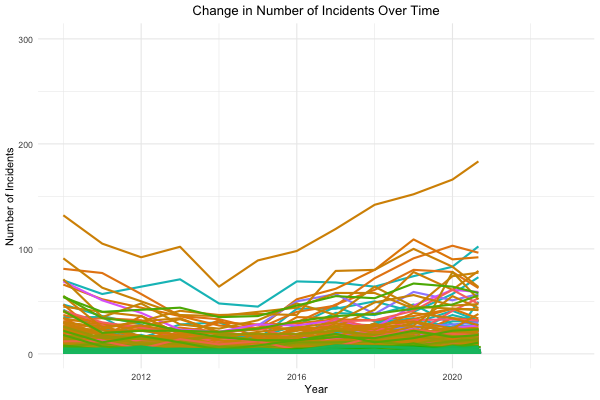 Change in Number of Incidents Over Time
300
200
100
0
Number of Incidents
2012
2016
2020
Year